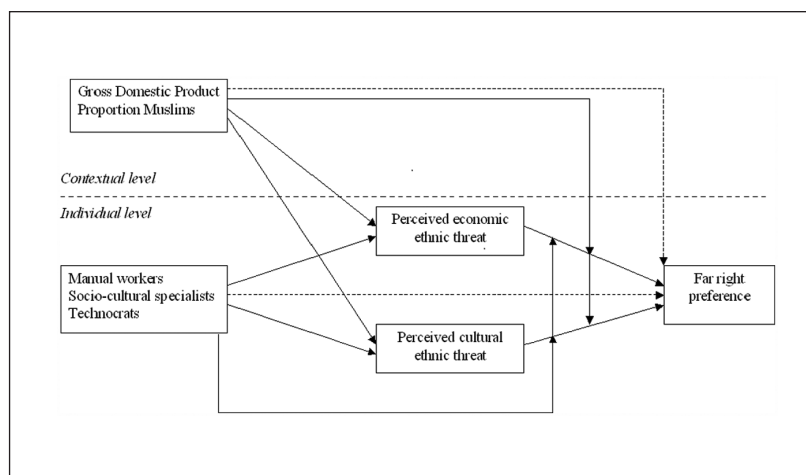 Gross Domestic Product
Proportion Muslims
Contextual level
Individual level
Perceived economic
ethnic threat
Manual workers
Socio-cultural specialists
Technocrats
Far right
preference
Perceived cultural
ethnic threat